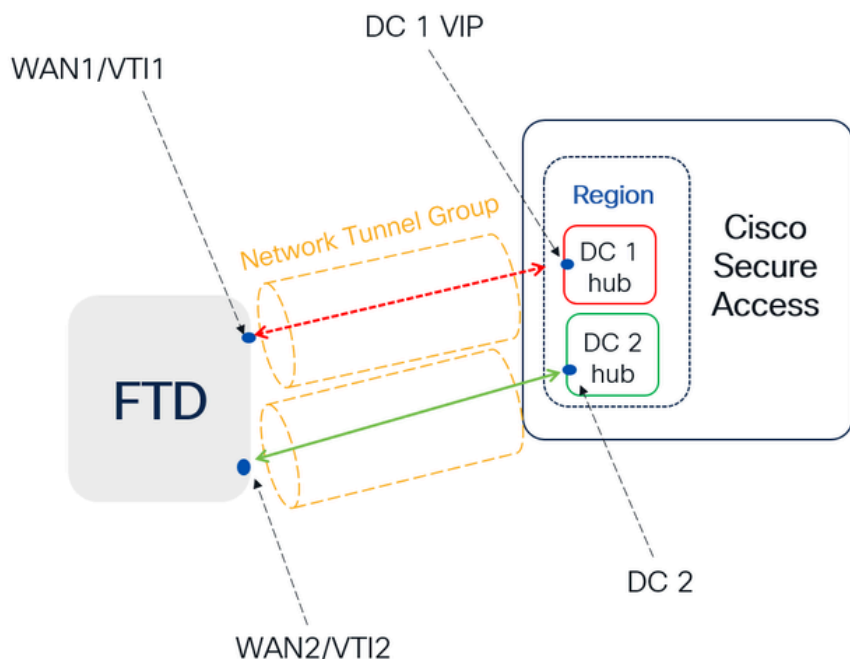 DC 1 VIP
WAN1/VTI1
Network Tunnel Group
Region
DC 1
hub
Cisco
Secure
Access
DC 2
hub
FTD
DC 2
WAN2/VTI2